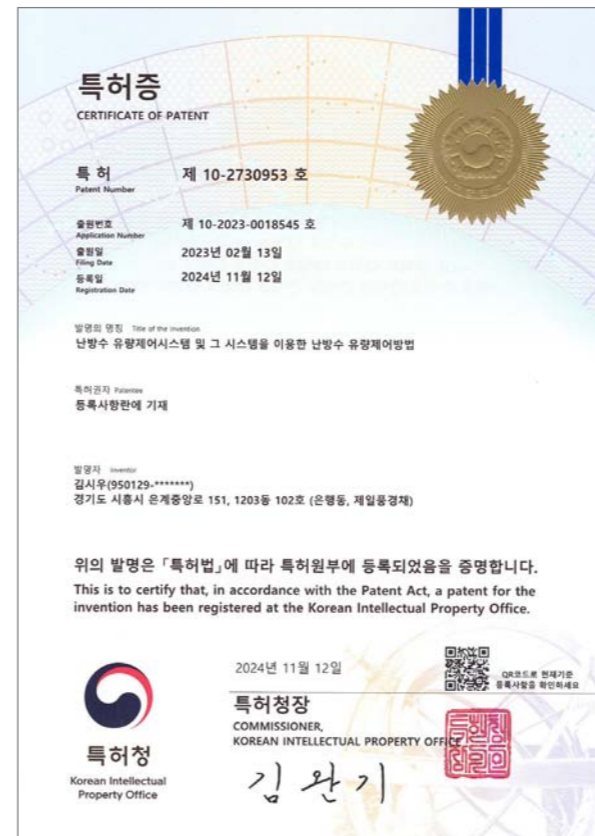 특허증
CERTIFICATE OF PATENT
특 허 제 10-2730953 호
Patent Number
출원번호 제 10-2023-0018545 호
Application Number
출원일 2023년 02월 13일
Filing Date
등록일 2024년 11월 12일
Registration Date
발명의 명칭 Title of the Invention
난방수 유량제어시스템 및 그 시스템을 이용한 난방수 유량제어방법
특허권자 Patentee
등록사항란에 기재
발명자 Inventor
김시우(950129-*******)
경기도 시흥시 은계중앙로 151, 1203동 102호 (은행동, 제일풍경채)
위의 발명은 「특허법」에 따라 특허원부에 등록되었음을 증명합니다.
This is to certify that, in accordance with the Patent Act, a patent for the
invention has been registered at the Korean Intellectual Property Office.
2024년 11월 12일
QR코드로 현재기준
등록사항을 확인하세요
특허청장
COMMISSIONER,
KOREAN INTELLECTUAL PROPERTY OFFICE
김완기
특허청
Korean Intellectual
Property Office